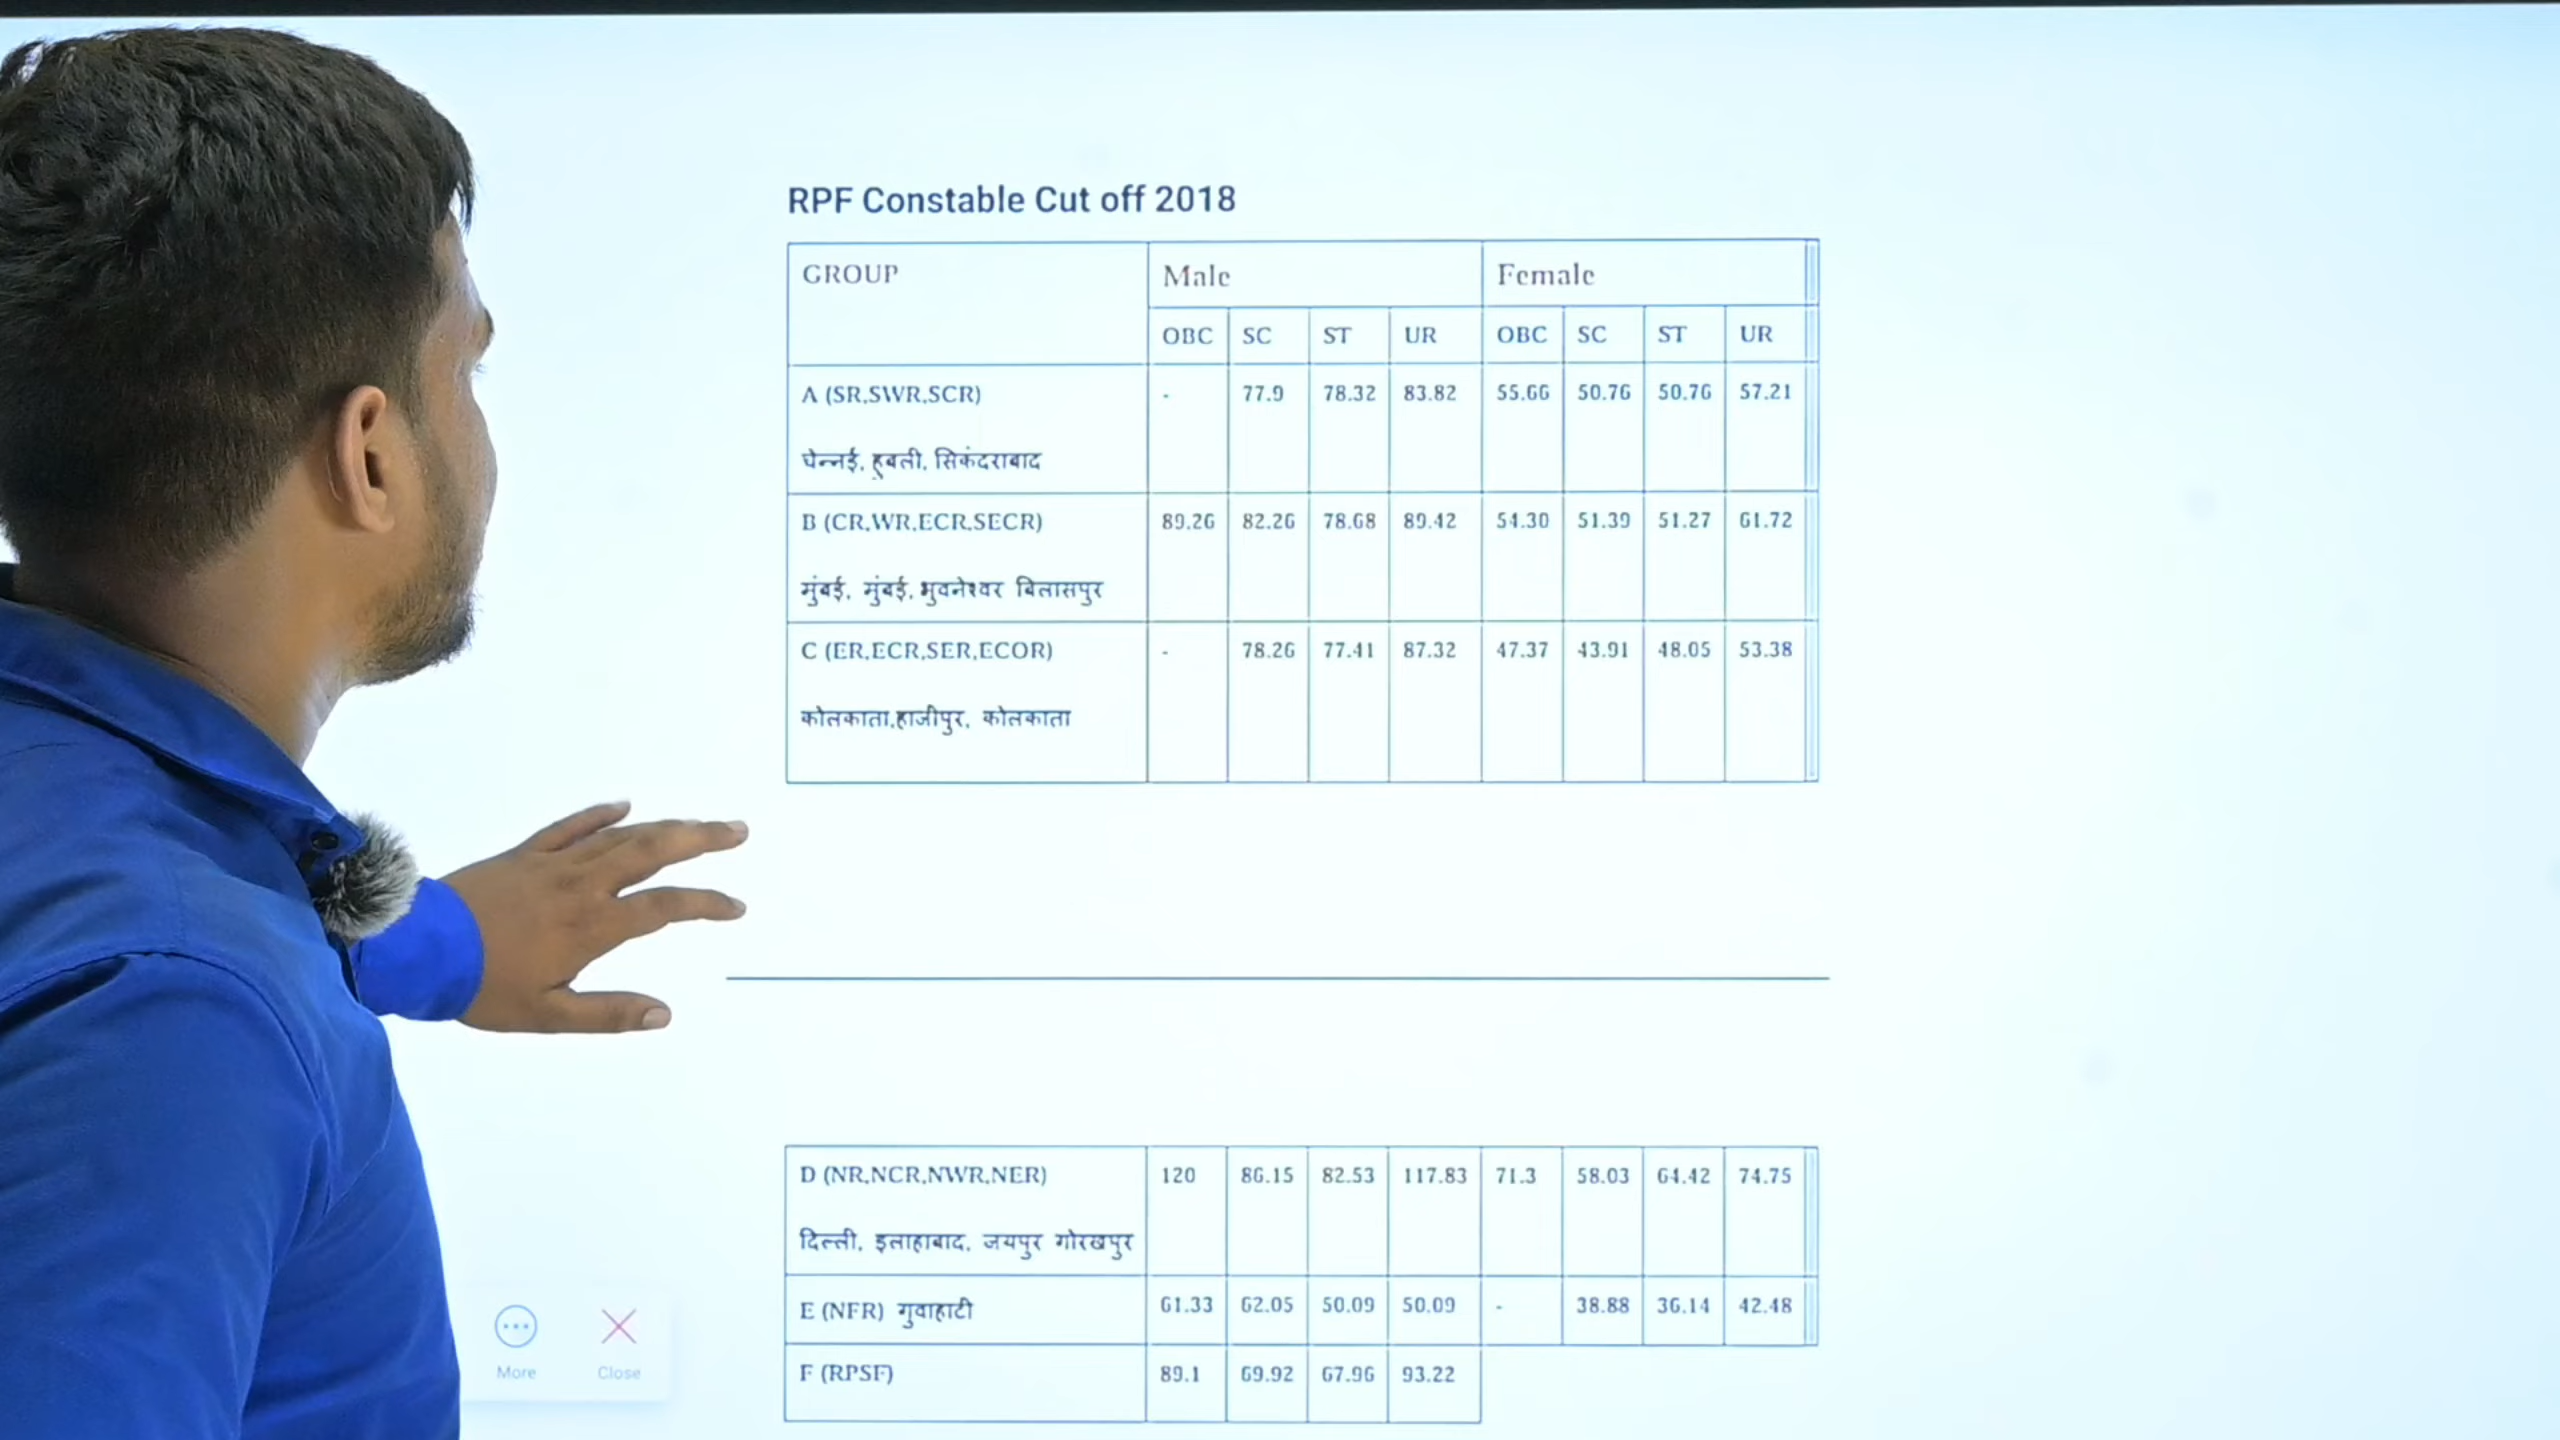 RPF Constable Cut off 2018
GROUP Male Female
OBC SC ST UR OBC SC ST UR
A (SR,SWR,SCR) - 77.9 78.32 83.82 55.66 50.76 50.76 57.21
चेन्नई, हुबली, सिकंदराबाद
B (CR,WR,ECR,SECR) 89.26 82.26 78.68 89.42 54.30 51.39 51.27 61.72
मुंबई, मुंबई, भुवनेश्वर बिलासपुर
C (ER,ECR,SER,ECOR) - 78.26 77.41 87.32 47.37 43.91 48.05 53.38
कोलकाता,हाजीपुर, कोलकाता
D (NR,NCR,NWR,NER) 120 86.15 82.53 117.83 71.3 58.03 64.42 74.75
दिल्ली, इलाहाबाद, जयपुर गोरखपुर
E (NFR) गुवाहाटी 61.33 62.05 50.09 50.09 - 38.88 36.14 42.48
F (RPSF) 89.1 69.92 67.96 93.22
More Close